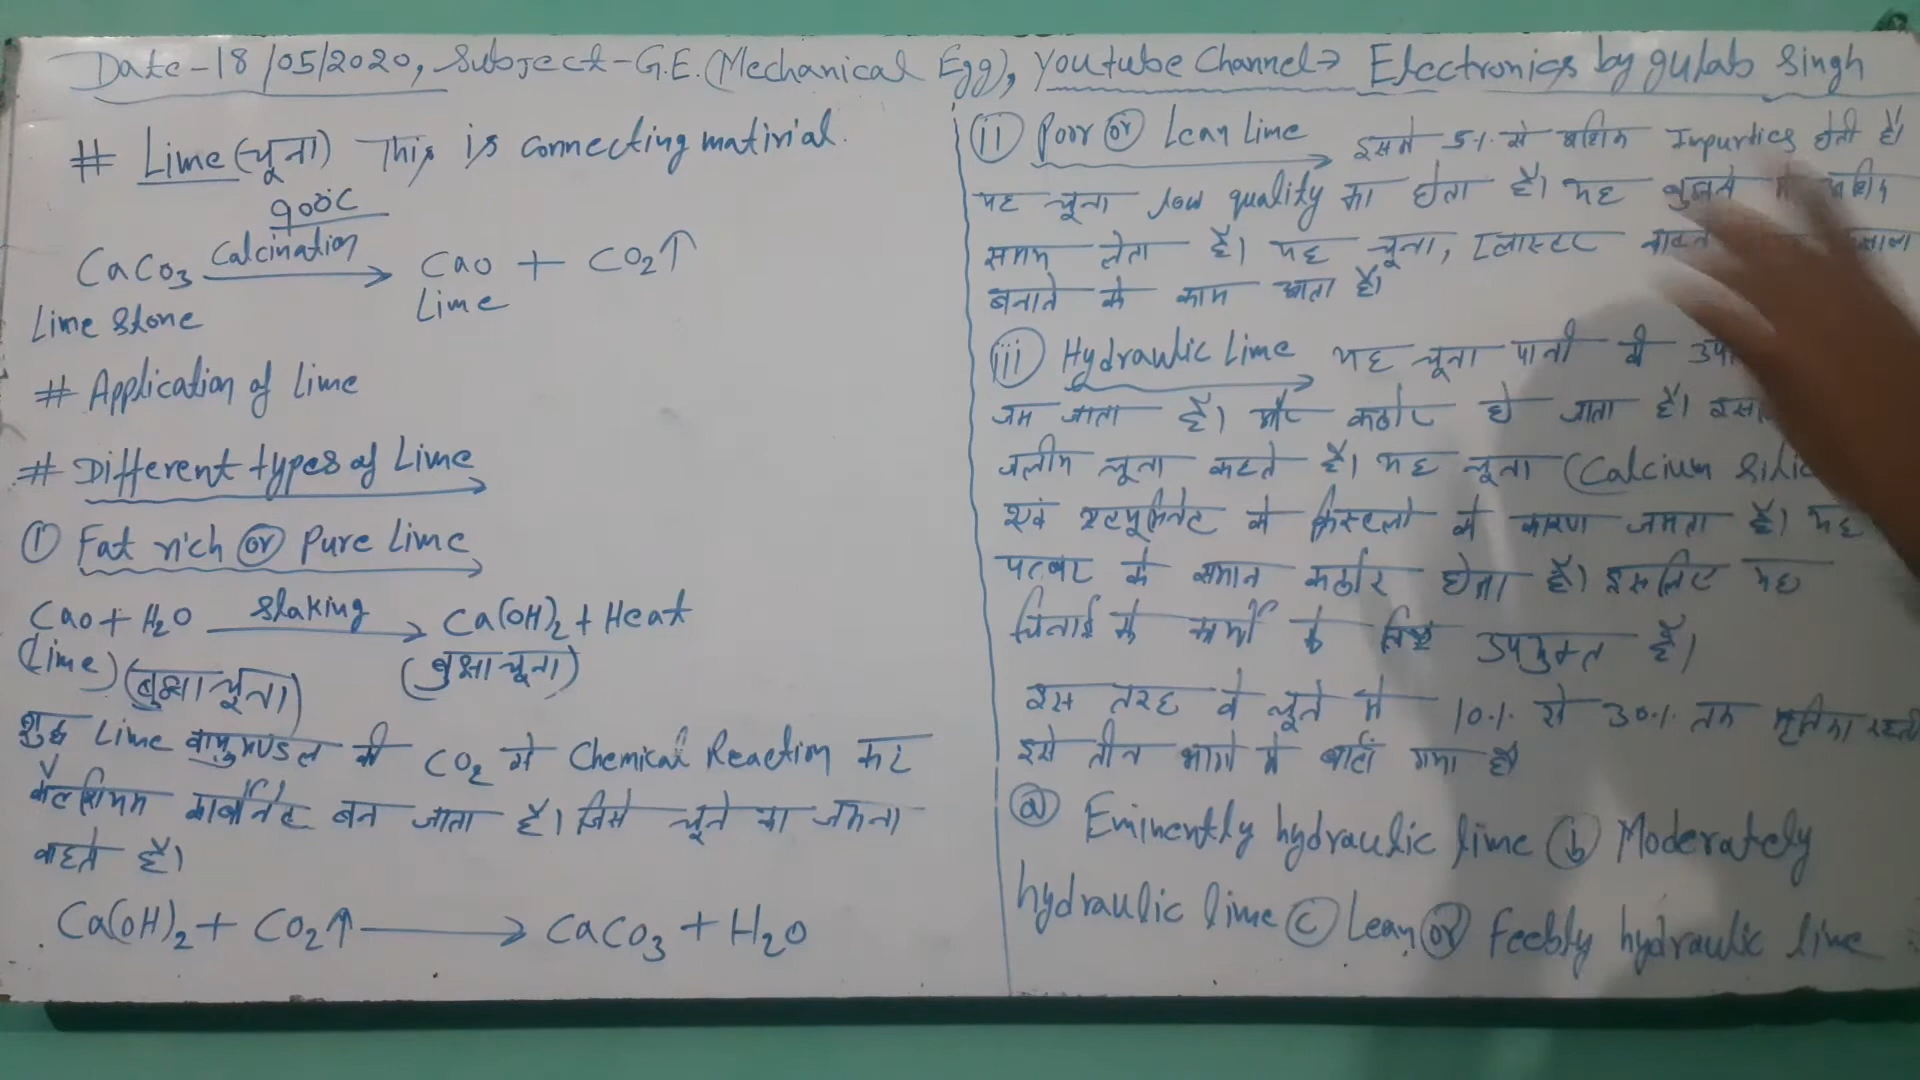 Date-18/05/2020, Subject-G.E.(Mechanical Egg), Youtube Channel→ Electronics by gulab Singh
# Lime (चूना) This is connecting matirial.
900°C
CaCO3 Calcination → CaO + CO2↑
Lime Stone Lime
# Application of Lime
# Different types of Lime
(i) Fat rich (or) Pure Lime
CaO + H2O slaking → Ca(OH)2 + Heat
(Lime) (बुझा चूना) (बुझा चूना)
शुद्ध Lime वायुमण्डल की CO2 से Chemical Reaction कर
कैल्शियम कार्बोनेट बन जाता है। जिसे चूने का जमना
कहते है।
Ca(OH)2 + CO2↑ → CaCO3 + H2O
(ii) Poor (or) Lean Lime → इसमे 5% से अधिक Impurties होती है।
यह चूना low quality का होता है। यह बुझने में
समय लेता है। यह चूना, प्लास्टर
बनाने के काम आता है।
(iii) Hydraulic Lime → यह चूना पानी की
जम जाता है। और कठोर हो जाता है।
जलीय चूना कहते है। यह चूना (Calcium
एवं एल्युमिनेट के क्रिस्टलो के कारण जमता है। यह
पत्थर के समान कठोर होता है। इसलिए यह
चिनाई के कार्यो के लिए उपयुक्त है।
इस तरह के चूने मे 10% से 30% तक मृतिका रहती
इसे तीन भागो मे बाटां गया है
(a) Eminently hydraulic lime (b) Moderately
hydraulic lime (c) Lean (or) feebly hydraulic lime